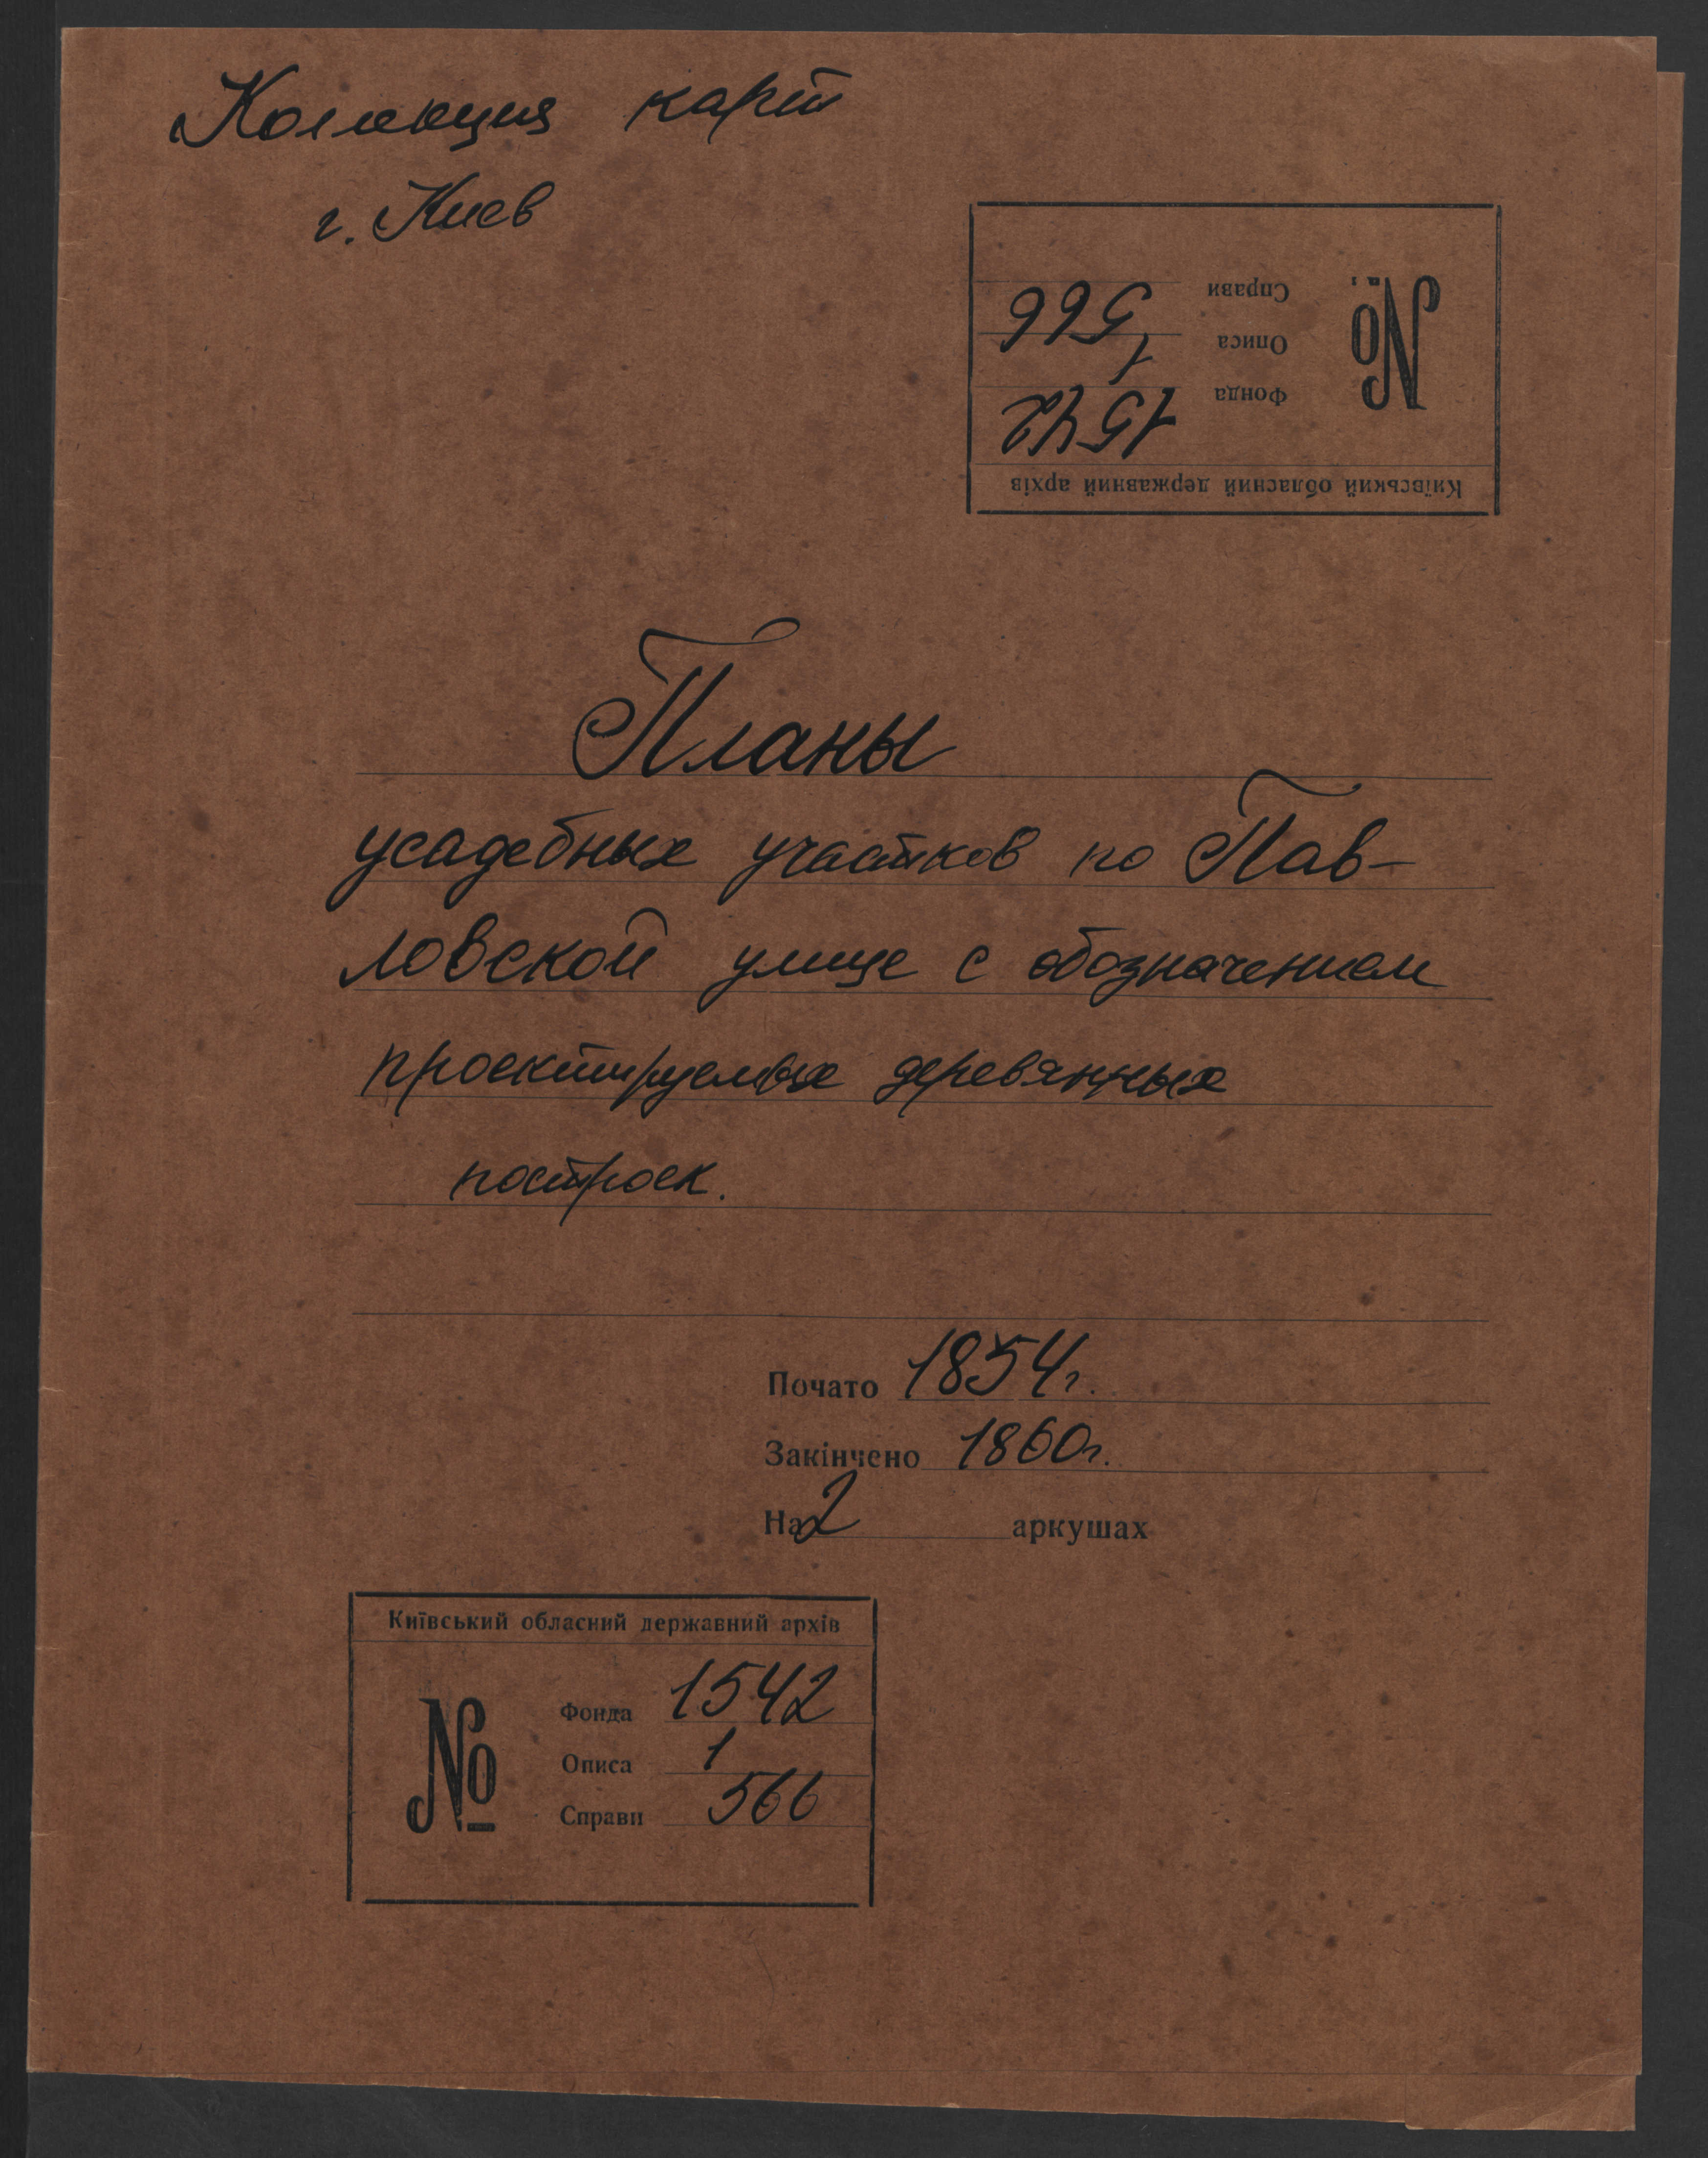 Коллекция карт
г. Киев
Київський обласний державний архів
№
Фонда 1542
Описа 1
Справи 566
Планы
усадебных участков по Пав-
ловской улице с обозначением
проектируемых деревянных
построек.
Почато 1854г.
Закінчено 1860г.
На 2 аркушах
Київський обласний державний архів
№
Фонда 1542
Описа 1
Справи 566